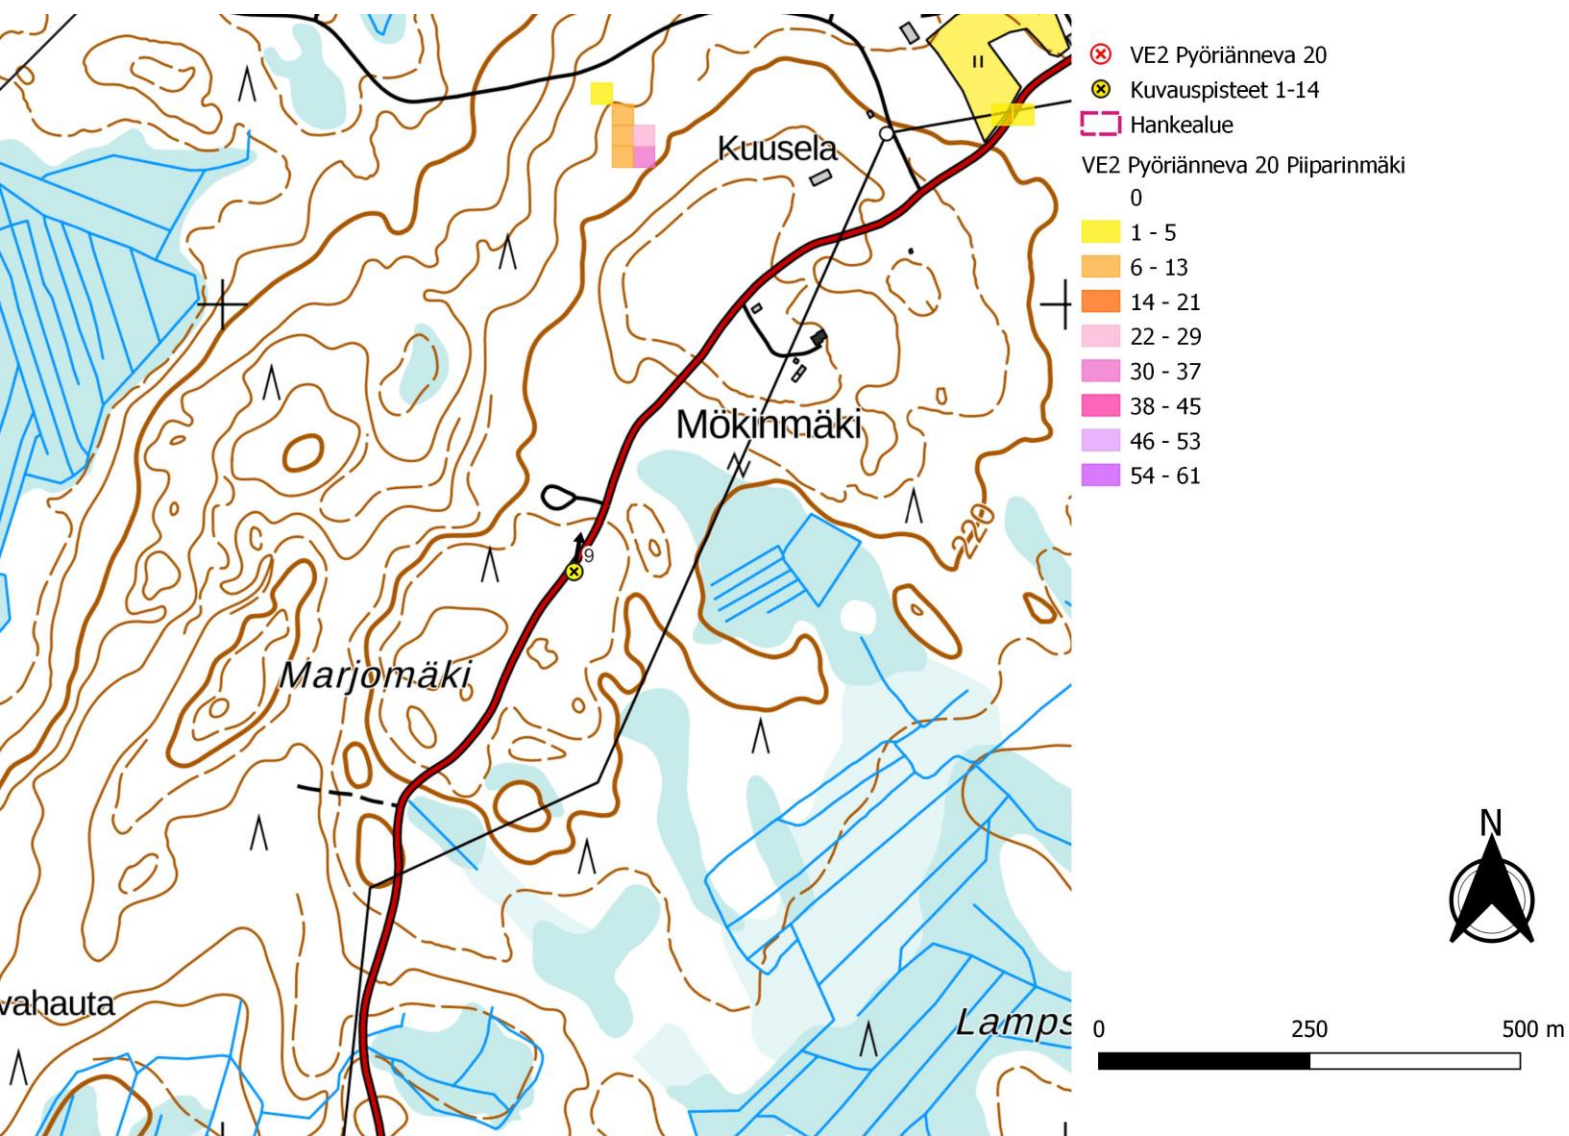 Kuusela
Mökinmäki
220
9
Marjomäki
vahauta
Lamps
VE2 Pyöriänneva 20
Kuvauspisteet 1-14
Hankealue
VE2 Pyöriänneva 20 Piiparinmäki
0
1 - 5
6 - 13
14 - 21
22 - 29
30 - 37
38 - 45
46 - 53
54 - 61
N
0 250 500 m